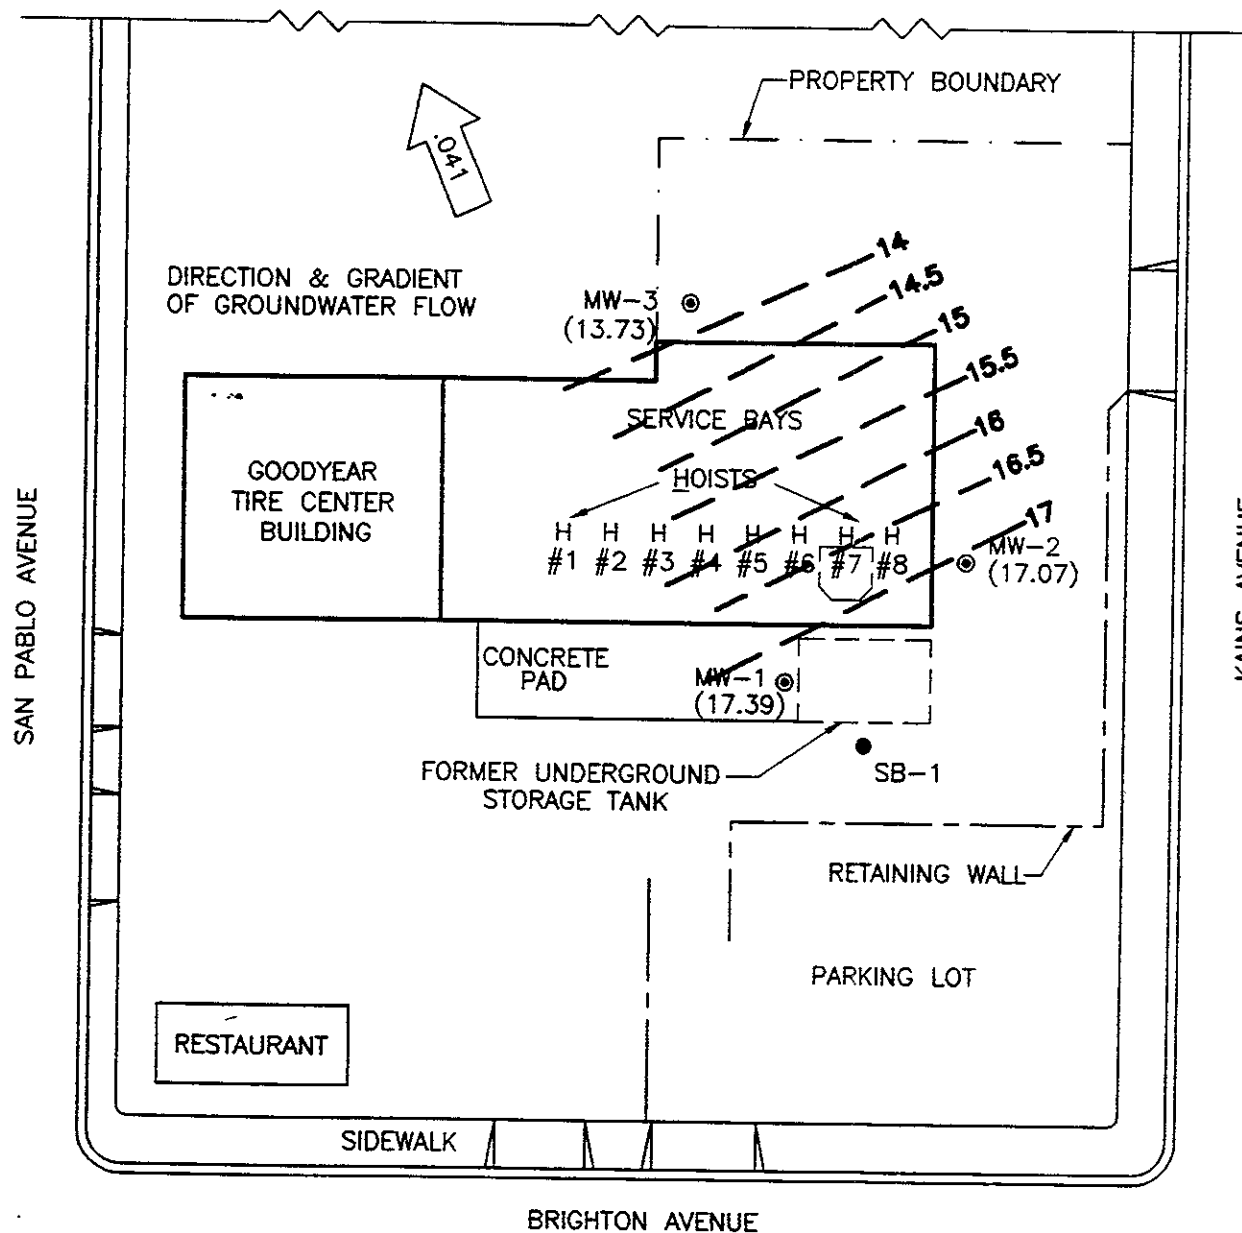 PROPERTY BOUNDARY
.041
DIRECTION & GRADIENT
OF GROUNDWATER FLOW
MW-3
(13.73)
14
14.5
15
15.5
16
16.5
17
SERVICE BAYS
HOISTS
GOODYEAR
TIRE CENTER
BUILDING
H H H H H H H H
#1 #2 #3 #4 #5 #6 #7 #8
MW-2
(17.07)
SAN PABLO AVENUE
AVENUE
CONCRETE
PAD
MW-1
(17.39)
FORMER UNDERGROUND
STORAGE TANK
SB-1
RETAINING WALL
PARKING LOT
RESTAURANT
SIDEWALK
BRIGHTON AVENUE